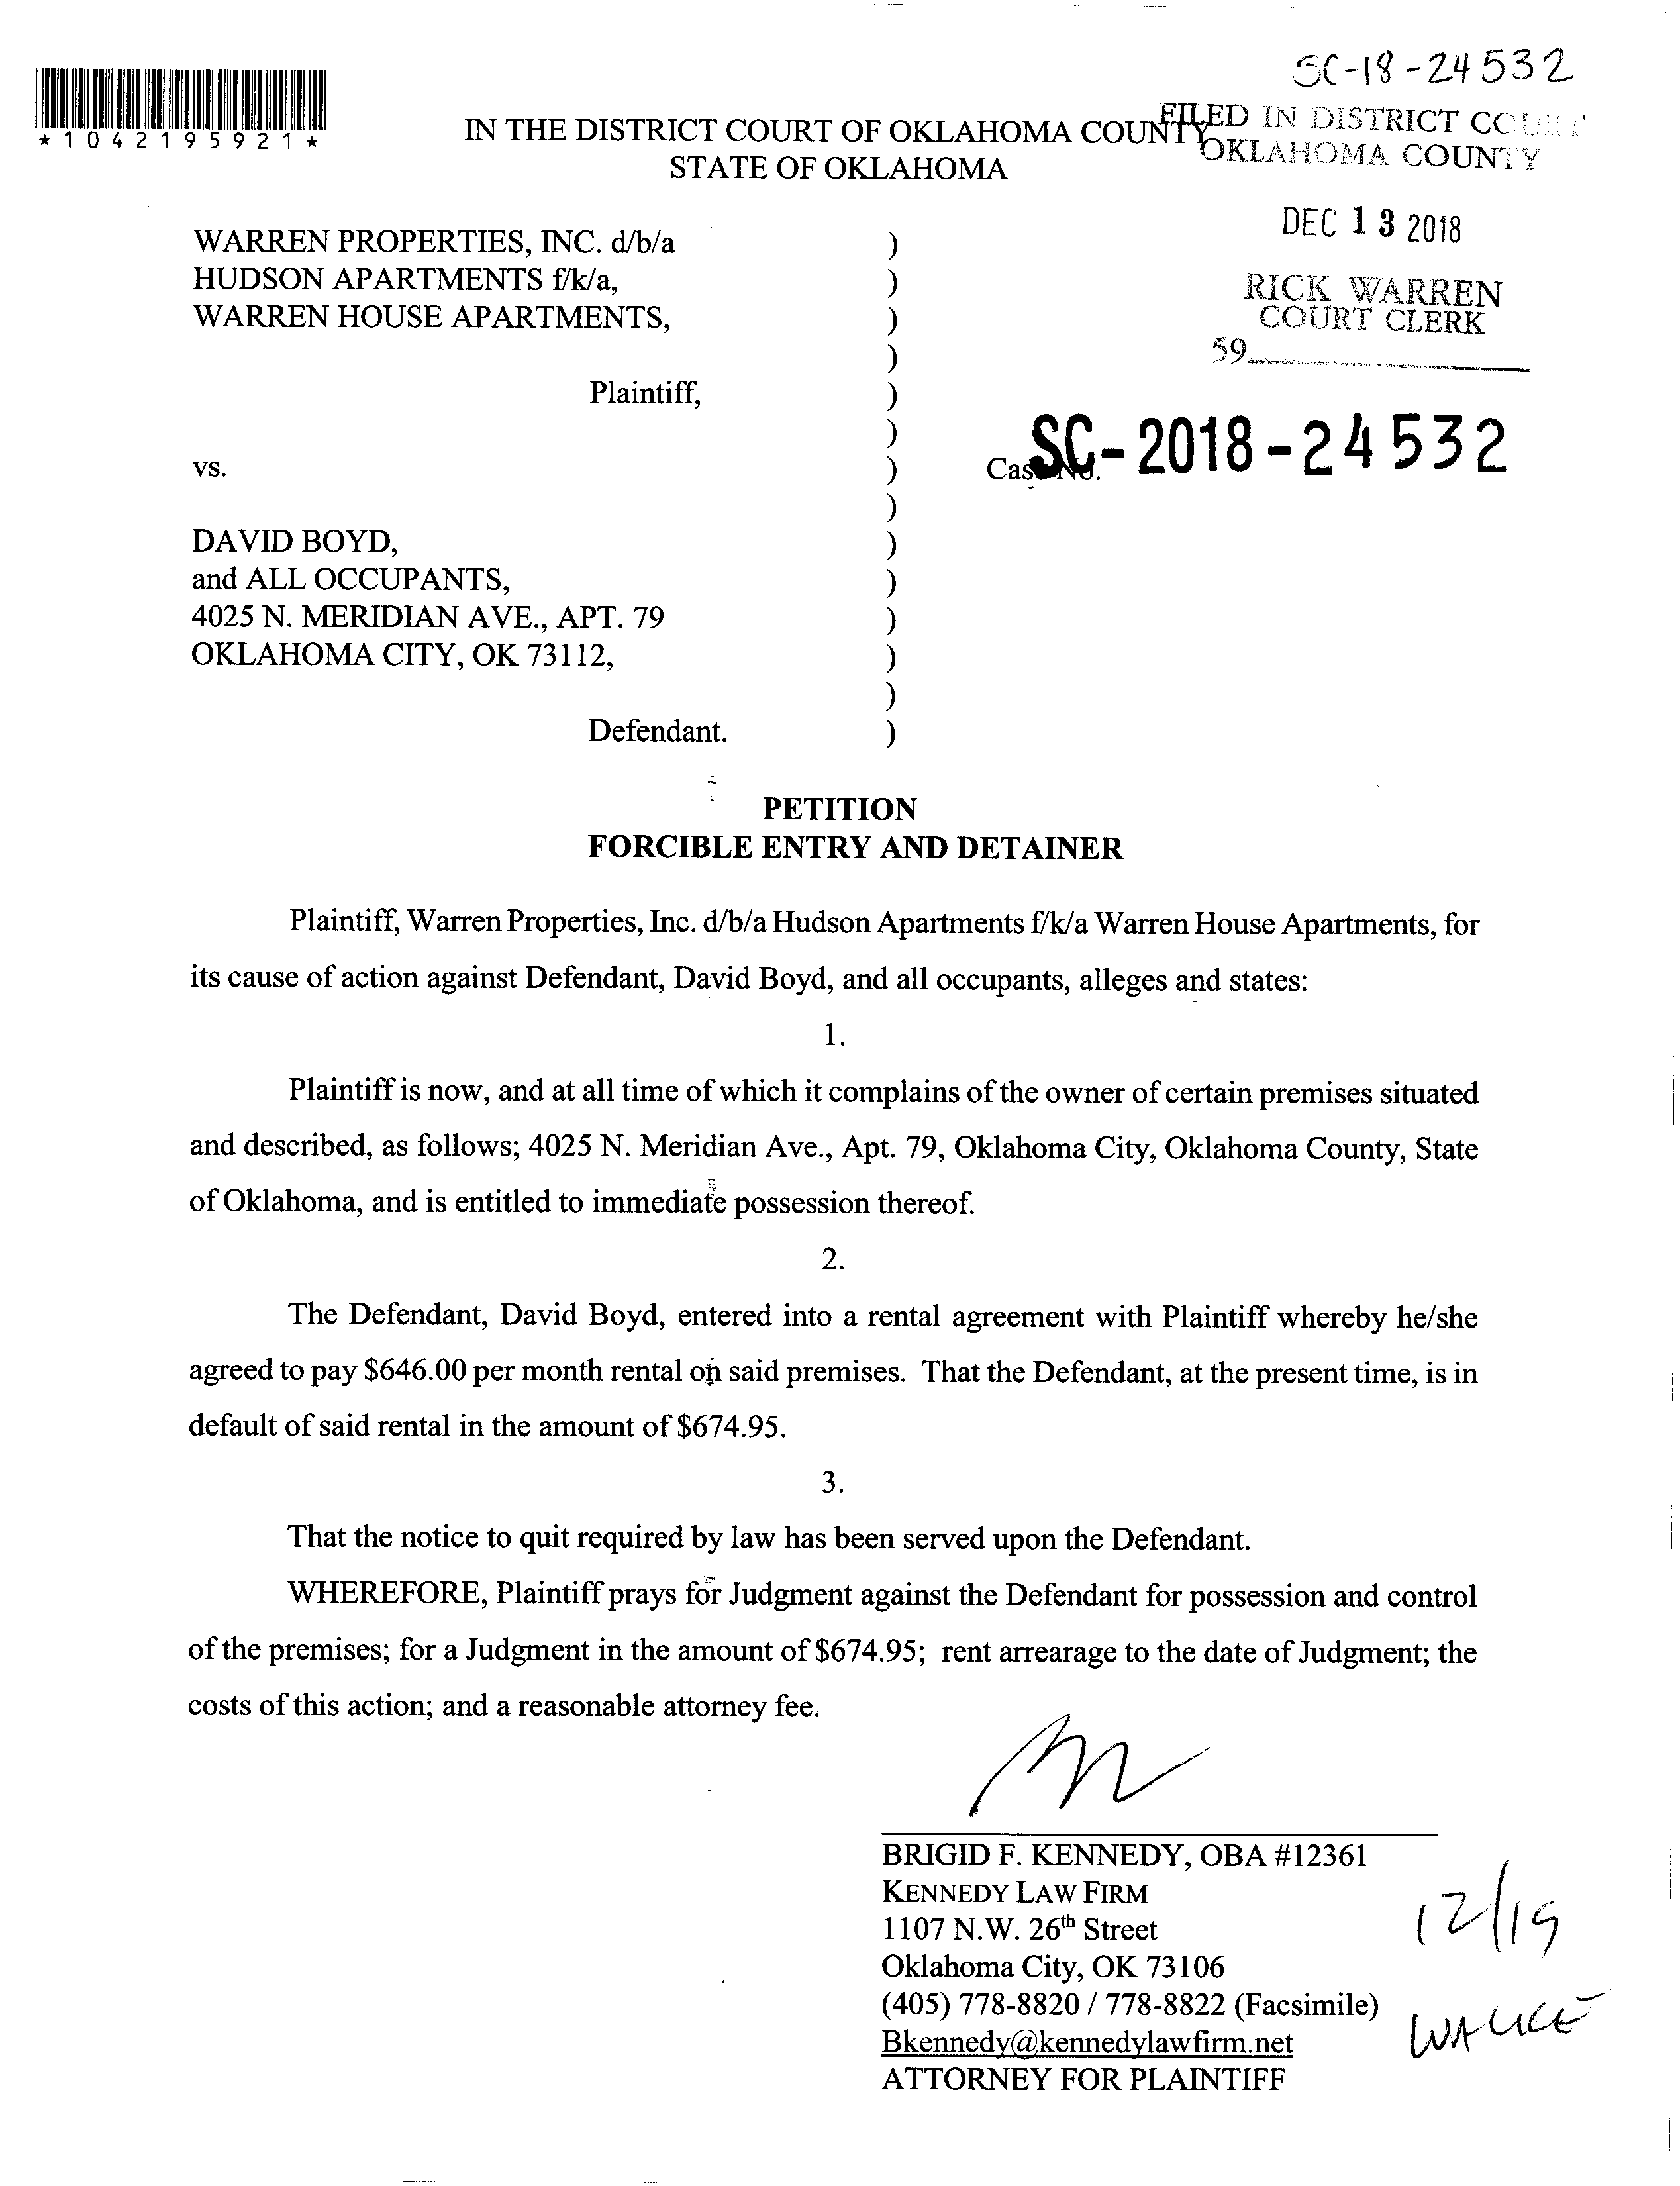 SC-18-24532
*1042195921*
IN THE DISTRICT COURT OF OKLAHOMA COUNTY
STATE OF OKLAHOMA
FILED IN DISTRICT COURT
OKLAHOMA COUNTY
DEC 13 2018
RICK WARREN
COURT CLERK
59
WARREN PROPERTIES, INC. d/b/a )
HUDSON APARTMENTS f/k/a, )
WARREN HOUSE APARTMENTS, )
)
Plaintiff, )
)
vs. ) Case No. SC-2018-24532
)
DAVID BOYD, )
and ALL OCCUPANTS, )
4025 N. MERIDIAN AVE., APT. 79 )
OKLAHOMA CITY, OK 73112, )
)
Defendant. )
PETITION
FORCIBLE ENTRY AND DETAINER
Plaintiff, Warren Properties, Inc. d/b/a Hudson Apartments f/k/a Warren House Apartments, for
its cause of action against Defendant, David Boyd, and all occupants, alleges and states:
1.
Plaintiff is now, and at all time of which it complains of the owner of certain premises situated
and described, as follows; 4025 N. Meridian Ave., Apt. 79, Oklahoma City, Oklahoma County, State
of Oklahoma, and is entitled to immediate possession thereof.
2.
The Defendant, David Boyd, entered into a rental agreement with Plaintiff whereby he/she
agreed to pay $646.00 per month rental on said premises. That the Defendant, at the present time, is in
default of said rental in the amount of $674.95.
3.
That the notice to quit required by law has been served upon the Defendant.
WHEREFORE, Plaintiff prays for Judgment against the Defendant for possession and control
of the premises; for a Judgment in the amount of $674.95; rent arrearage to the date of Judgment; the
costs of this action; and a reasonable attorney fee.
BRIGID F. KENNEDY, OBA #12361
KENNEDY LAW FIRM
1107 N.W. 26th Street
Oklahoma City, OK 73106
(405) 778-8820 / 778-8822 (Facsimile)
Bkennedy@kennedylawfirm.net
ATTORNEY FOR PLAINTIFF
12/19